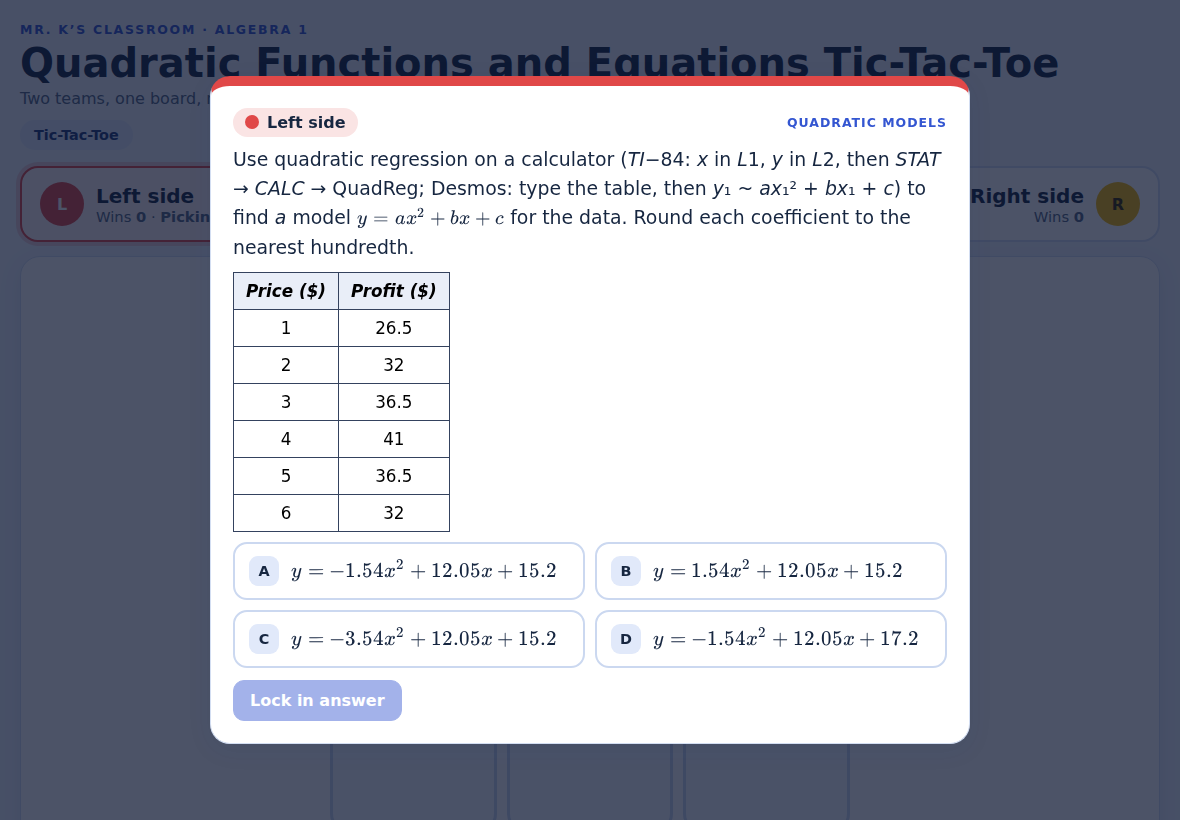 MR. K'S CLASSROOM · ALGEBRA 1
Quadratic Functions and Equations Tic-Tac-Toe
Two teams, one board,
Tic-Tac-Toe
L
Left side
Wins 0 · Pickin
Right side
Wins 0
R
Left side
QUADRATIC MODELS
Use quadratic regression on a calculator (TI−84: x in L1, y in L2, then STAT
→ CALC → QuadReg; Desmos: type the table, then y₁ ~ ax₁² + bx₁ + c) to
find a model y = ax² + bx + c for the data. Round each coefficient to the
nearest hundredth.
Price ($) Profit ($)
1 26.5
2 32
3 36.5
4 41
5 36.5
6 32
A y = −1.54x² + 12.05x + 15.2
B y = 1.54x² + 12.05x + 15.2
C y = −3.54x² + 12.05x + 15.2
D y = −1.54x² + 12.05x + 17.2
Lock in answer